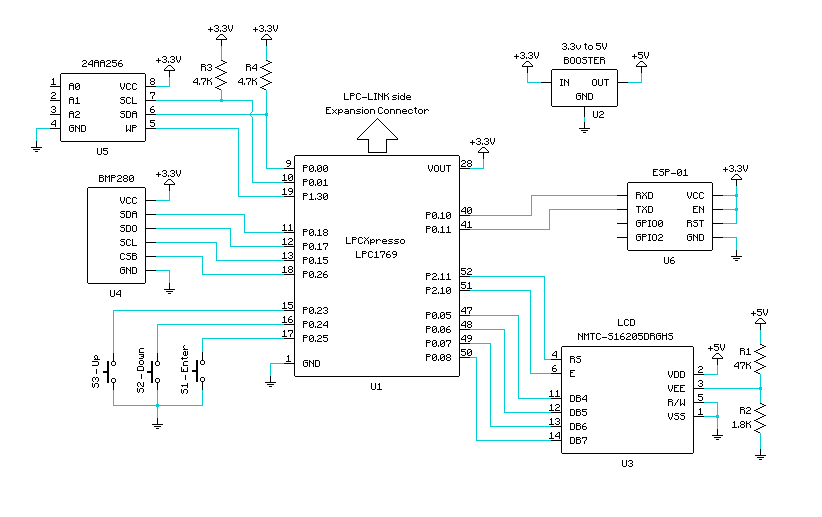 +3.3V
+3.3V
24AA256
+3.3V
R3
4.7K
R4
4.7K
1 A0 VCC 8
2 A1 SCL 7
3 A2 SDA 6
4 GND WP 5
U5
3.3v to 5V
BOOSTER
+3.3V
+5V
IN OUT
GND
U2
LPC-LINK side
Expansion Connector
BMP280
+3.3V
VCC
SDA
SDO
SCL
CSB
GND
U4
9 P0.00
10 P0.01
19 P1.30
11 P0.18
12 P0.17
13 P0.15
18 P0.26
15 P0.23
16 P0.24
17 P0.25
1 GND
LPCXpresso
LPC1769
VOUT 28
+3.3V
P0.10 40
P0.11 41
P2.11 52
P2.10 51
P0.05 47
P0.06 48
P0.07 49
P0.08 50
U1
ESP-01
+3.3V
RXD VCC
TXD EN
GPIO0 RST
GPIO2 GND
U6
S3-Up
S2-Down
S1-Enter
LCD
NMTC-S16205DRGHS
+5V
+5V
4 RS
6 E
11 DB4
12 DB5
13 DB6
14 DB7
VDD 2
VEE 3
R/W 5
VSS 1
U3
R1
47K
R2
1.8K